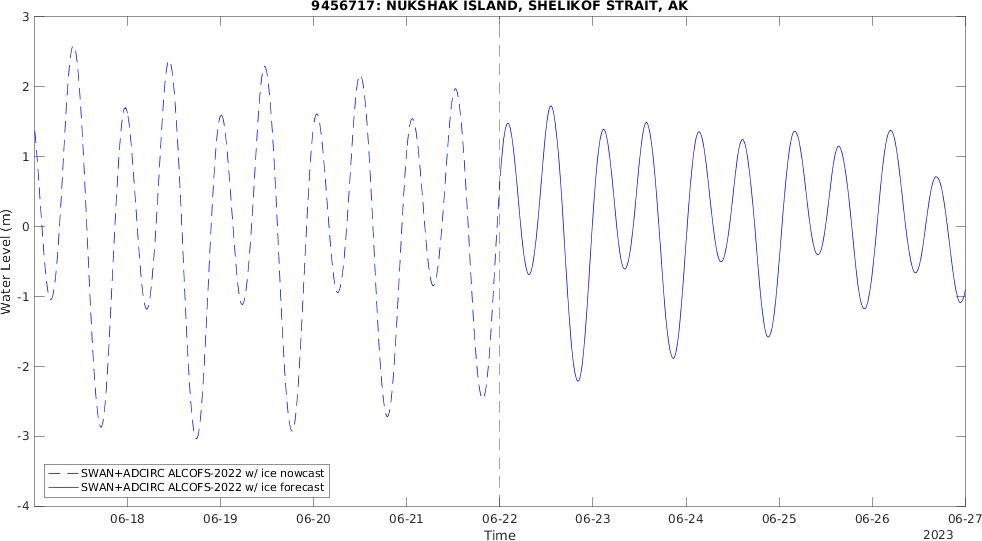 9456717: NUKSHAK ISLAND, SHELIKOF STRAIT, AK
3
2
1
0
-1
-2
-3
-4
Water Level (m)
SWAN+ADCIRC ALCOFS-2022 w/ ice nowcast
SWAN+ADCIRC ALCOFS-2022 w/ ice forecast
06-18 06-19 06-20 06-21 06-22 06-23 06-24 06-25 06-26 06-27
Time
2023